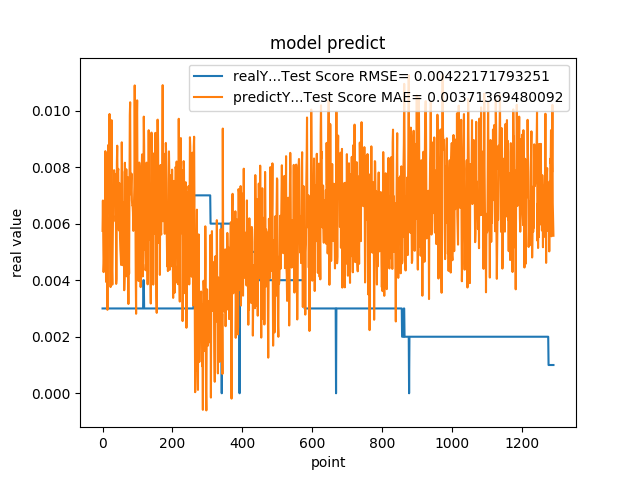 model predict
realY...Test Score RMSE= 0.00422171793251
predictY...Test Score MAE= 0.00371369480092
real value
0.010
0.008
0.006
0.004
0.002
0.000
0 200 400 600 800 1000 1200
point